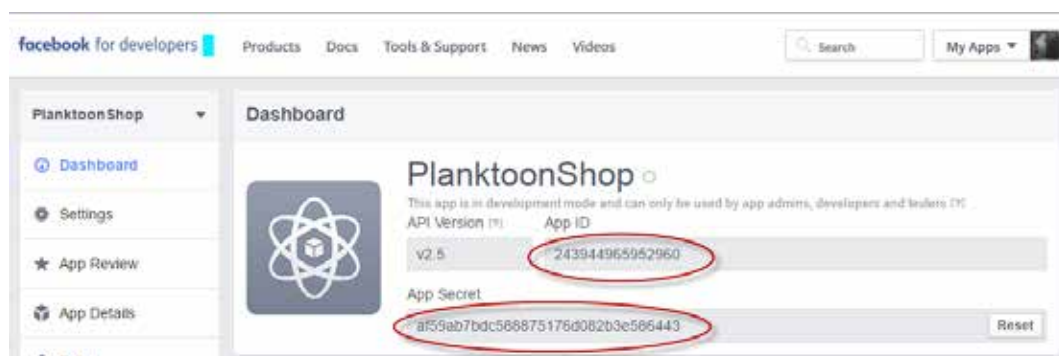 facebook for developers Products Docs Tools & Support News Videos Search My Apps
PlanktoonShop Dashboard
Dashboard
PlanktoonShop
This app is in development mode and can only be used by app admins, developers and testers [?]
Settings
API Version [?] App ID
v2.5 243944965952960
App Review
App Secret
App Details
Reset